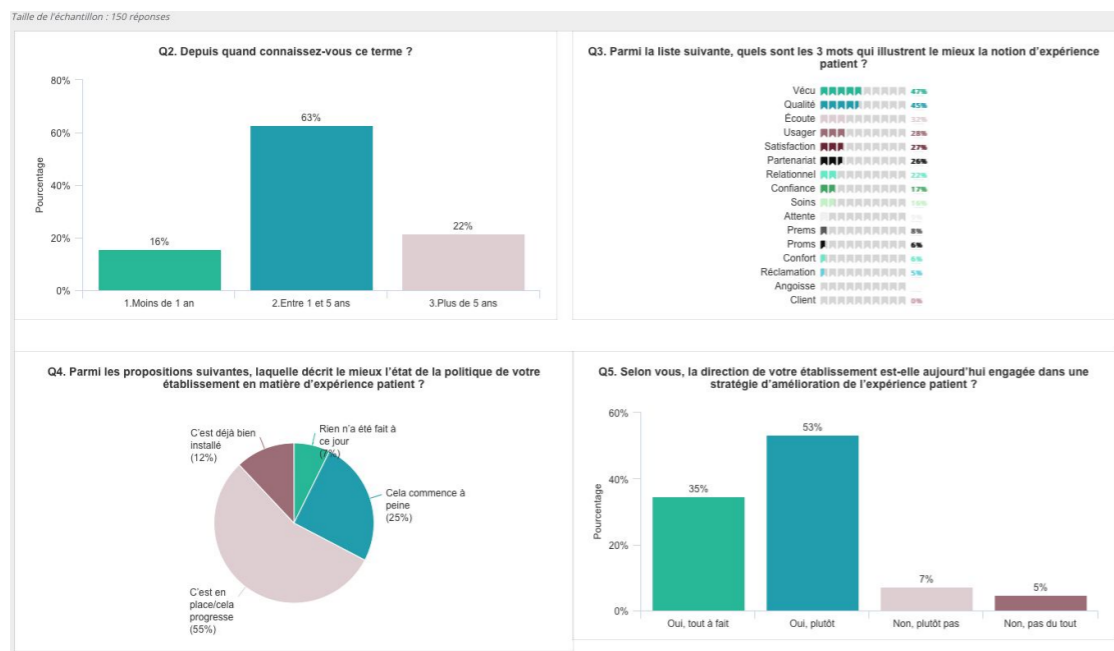 Taille de l'échantillon : 150 réponses
Q2. Depuis quand connaissez-vous ce terme ?
80%
60%
40%
20%
0%
Pourcentage
16%
63%
22%
1.Moins de 1 an
2.Entre 1 et 5 ans
3.Plus de 5 ans
Q3. Parmi la liste suivante, quels sont les 3 mots qui illustrent le mieux la notion d'expérience
patient ?
Vécu 47%
Qualité 45%
Écoute 32%
Usager 28%
Satisfaction 27%
Partenariat 26%
Relationnel 22%
Confiance 17%
Soins
Attente
Prems 8%
Proms 6%
Confort 6%
Réclamation 5%
Angoisse
Client 0%
Q4. Parmi les propositions suivantes, laquelle décrit le mieux l'état de la politique de votre
établissement en matière d'expérience patient ?
C'est déjà bien
installé
(12%)
Rien n'a été fait à
ce jour
(7%)
Cela commence à
peine
(25%)
C'est en
place/cela
progresse
(55%)
Q5. Selon vous, la direction de votre établissement est-elle aujourd'hui engagée dans une
stratégie d'amélioration de l'expérience patient ?
60%
40%
20%
0%
Pourcentage
35%
53%
7%
5%
Oui, tout à fait
Oui, plutôt
Non, plutôt pas
Non, pas du tout